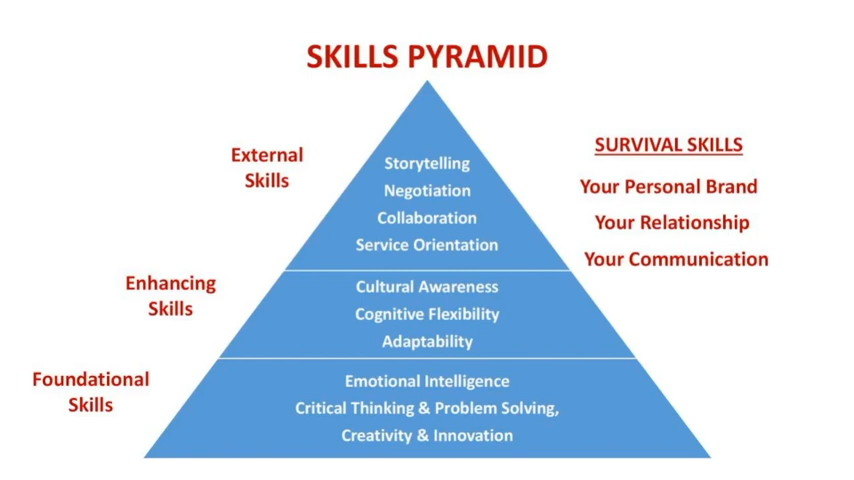 SKILLS PYRAMID
External
Skills
Storytelling
Negotiation
Collaboration
Service Orientation
SURVIVAL SKILLS
Your Personal Brand
Your Relationship
Your Communication
Enhancing
Skills
Cultural Awareness
Cognitive Flexibility
Adaptability
Foundational
Skills
Emotional Intelligence
Critical Thinking & Problem Solving,
Creativity & Innovation